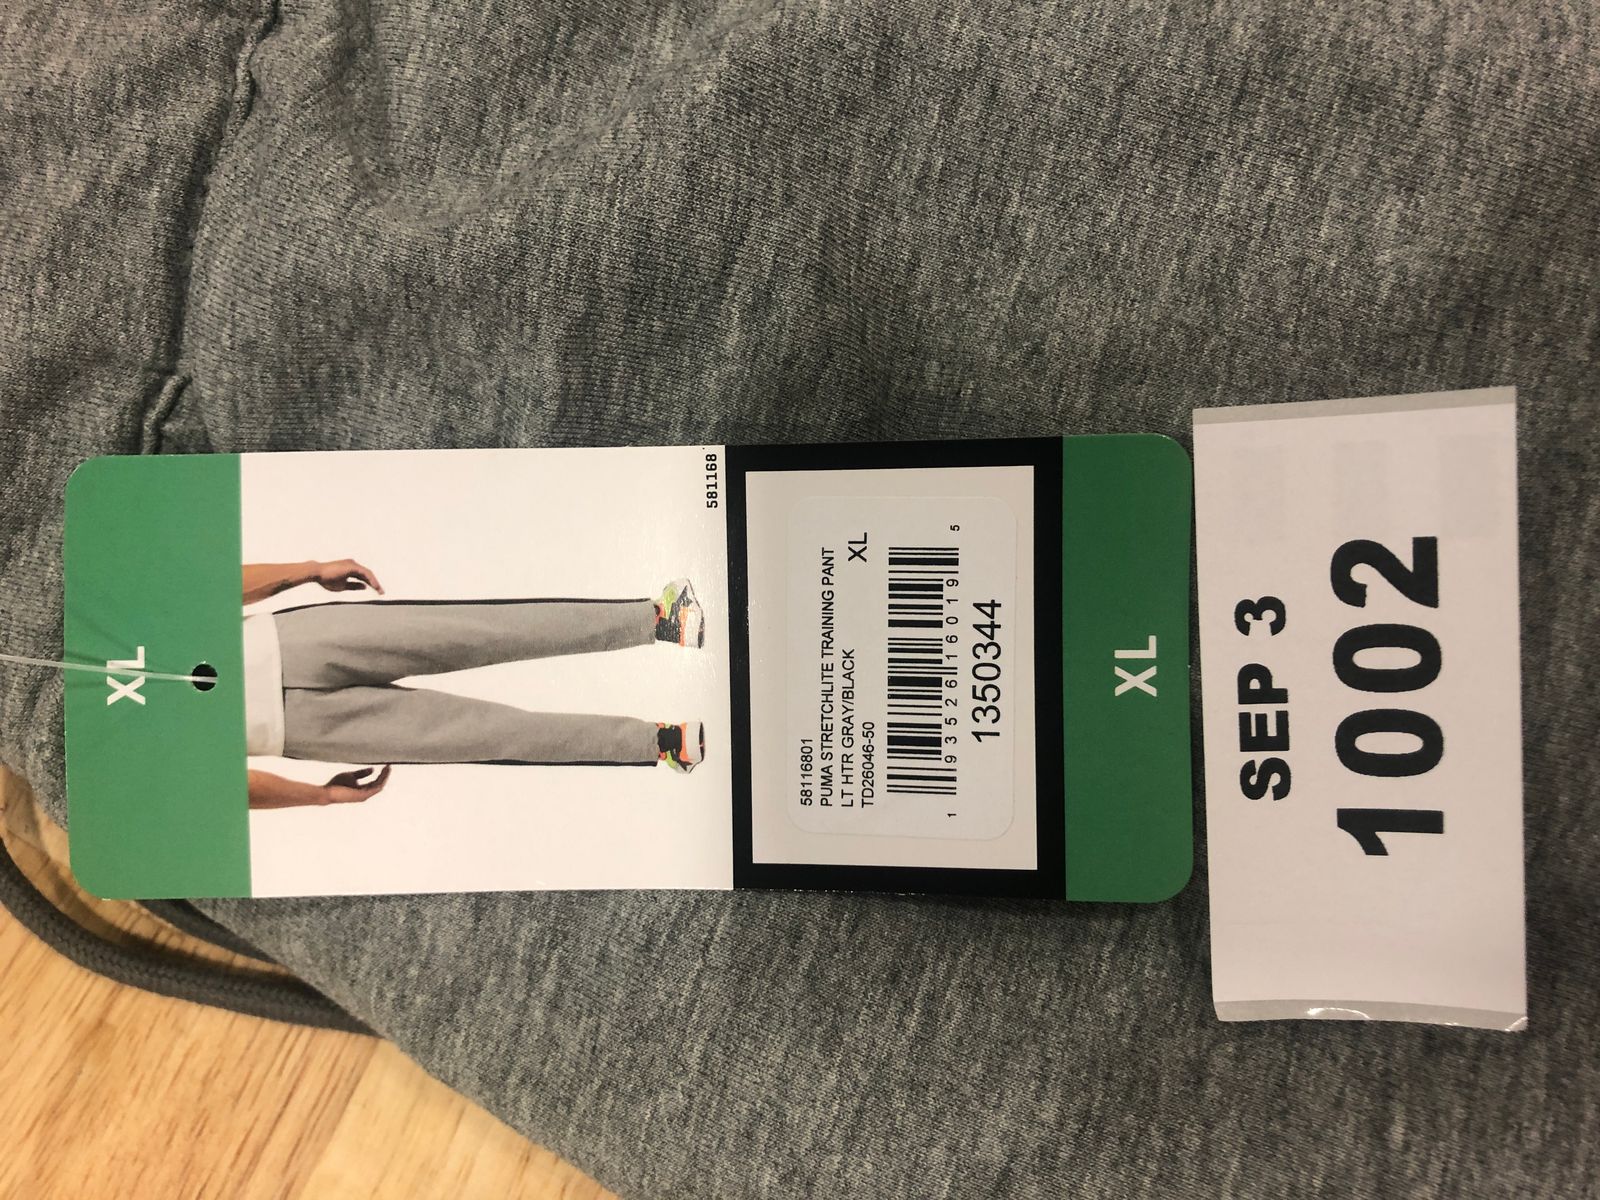 XL
581168
58116801
PUMA STRETCHLITE TRAINING PANT
LT HTR GRAY/BLACK XL
TD26046-50
1 93526 16019 5
1350344
XL
SEP 3
1002